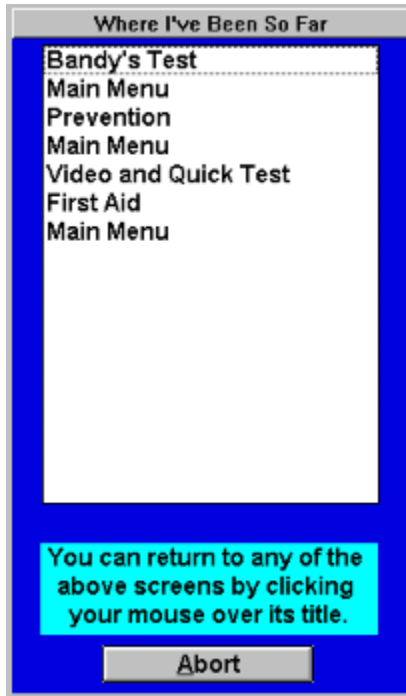 Where I've Been So Far
Bandy's Test
Main Menu
Prevention
Main Menu
Video and Quick Test
First Aid
Main Menu
You can return to any of the
above screens by clicking
your mouse over its title.
Abort